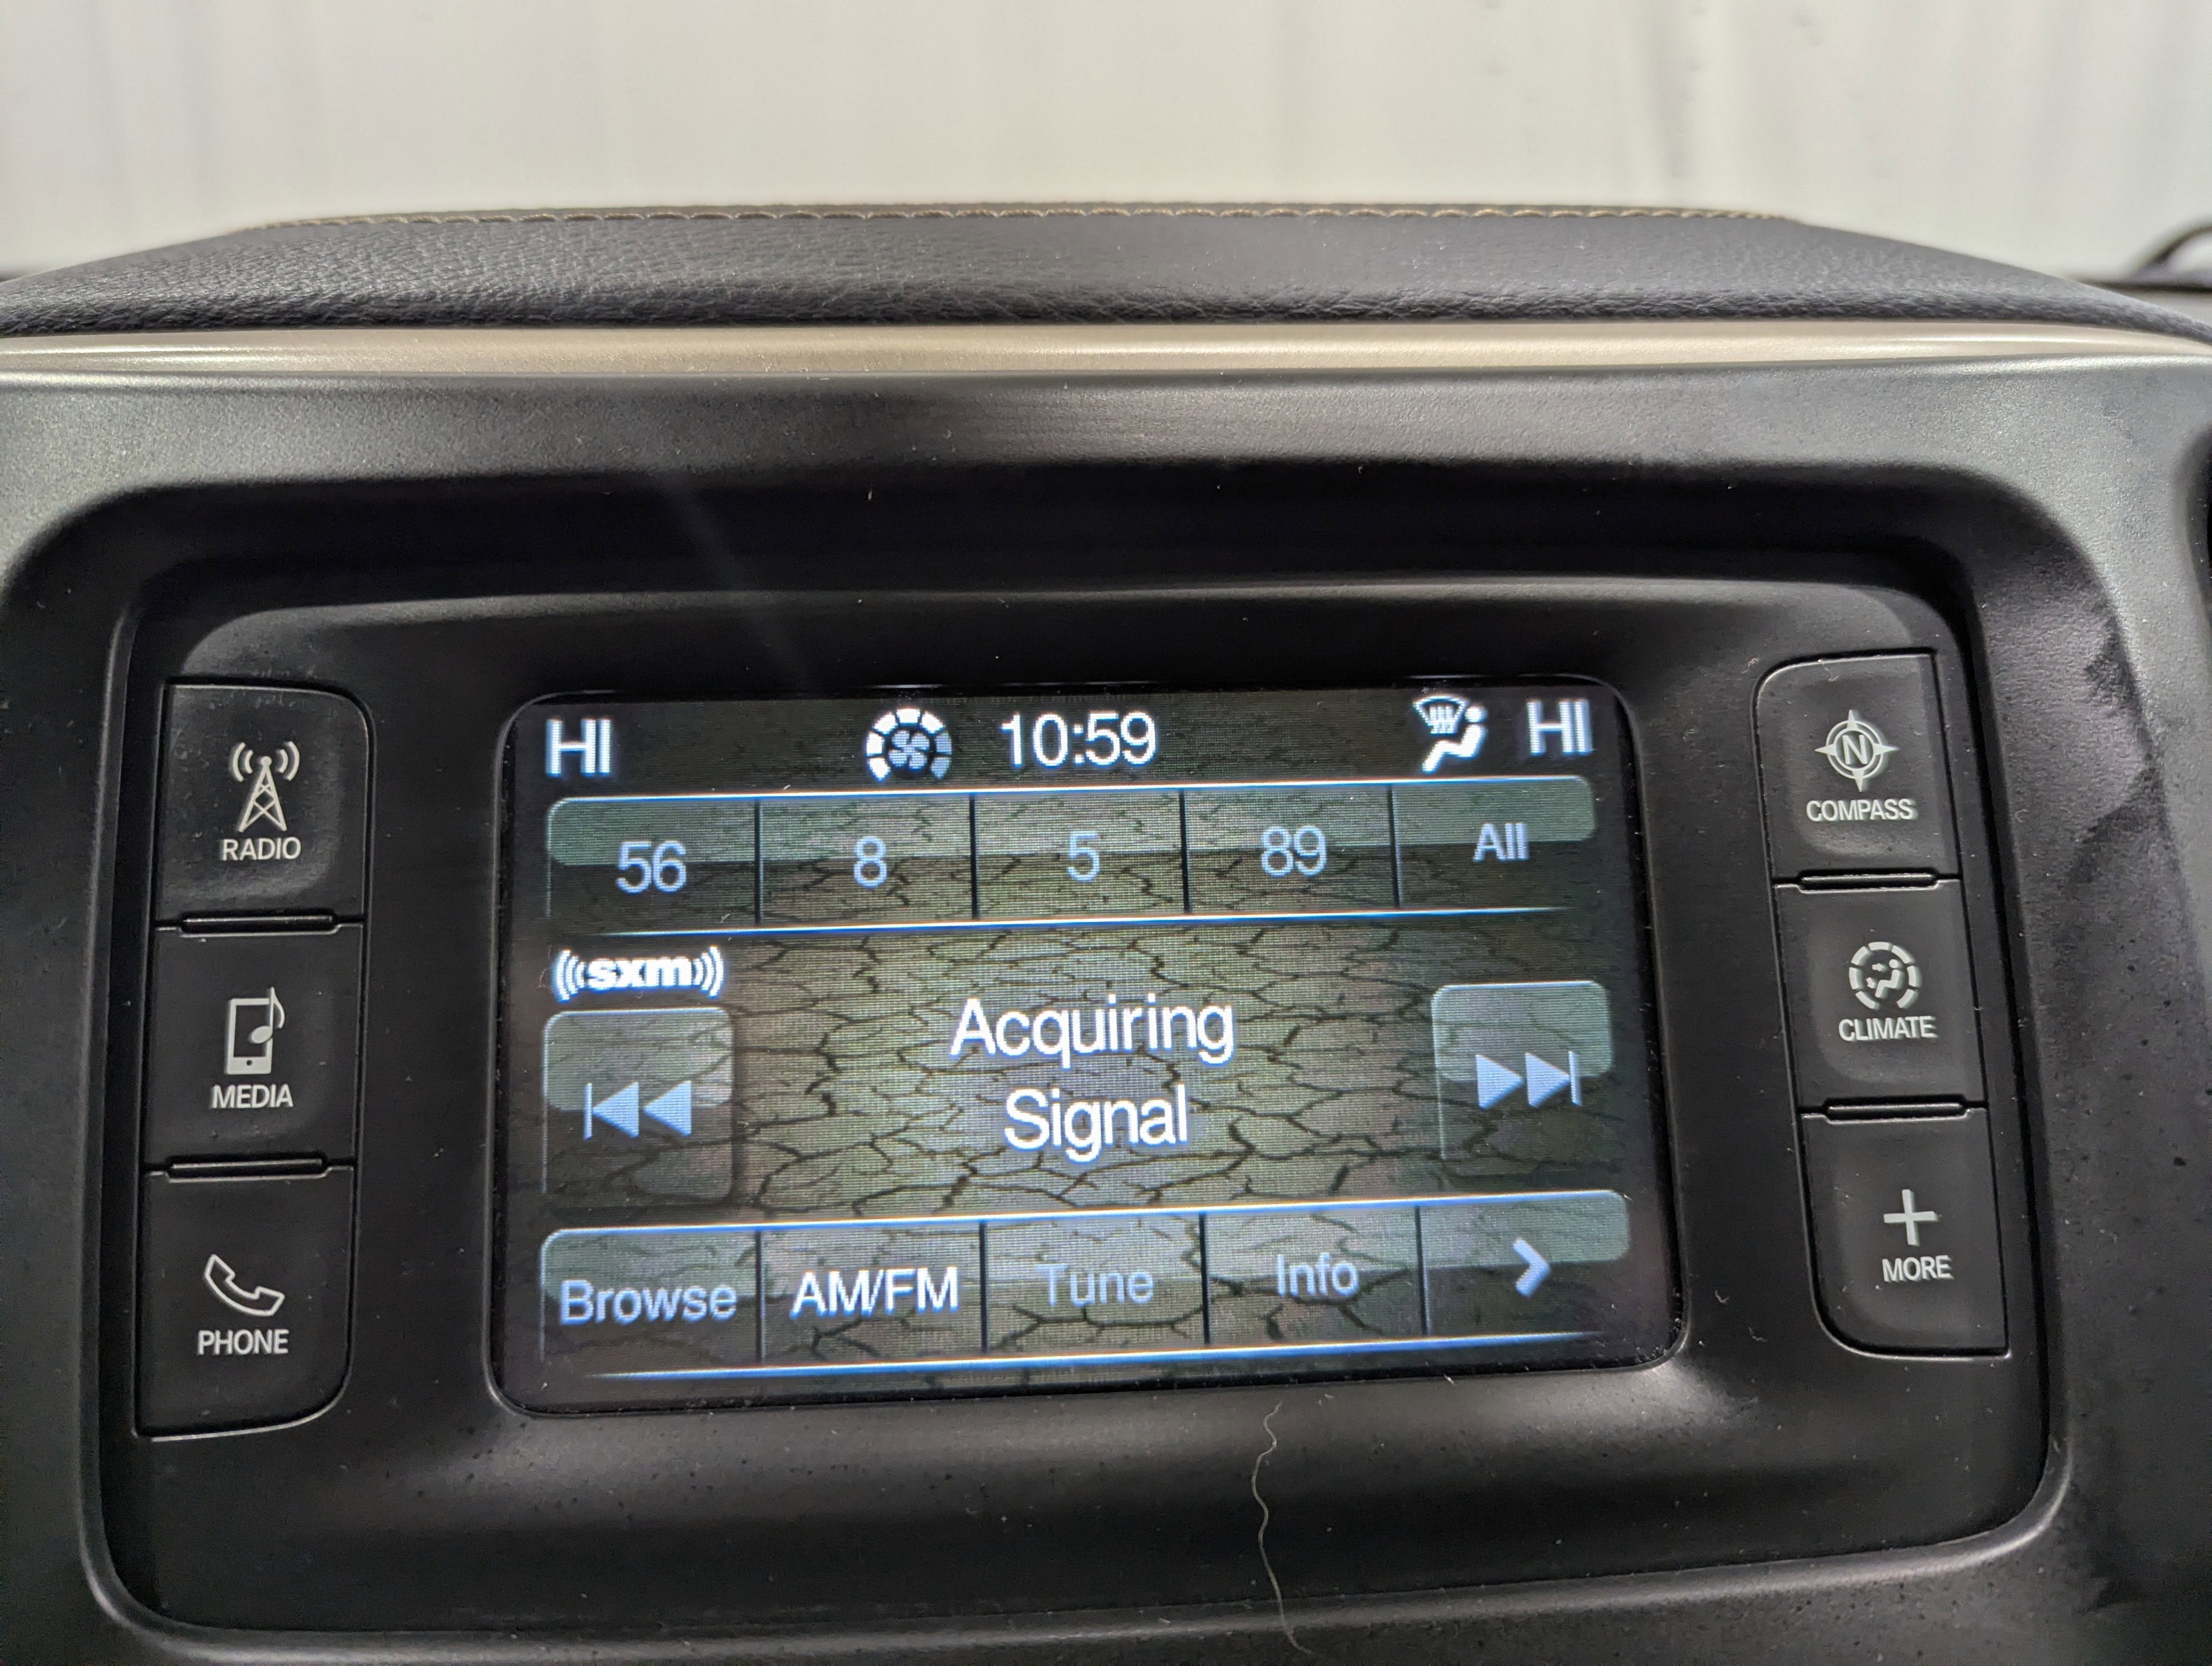 HI 10:59 HI
56 8 5 89 All
sxm
Acquiring
Signal
Browse AM/FM Tune Info
RADIO
MEDIA
PHONE
N
COMPASS
CLIMATE
MORE